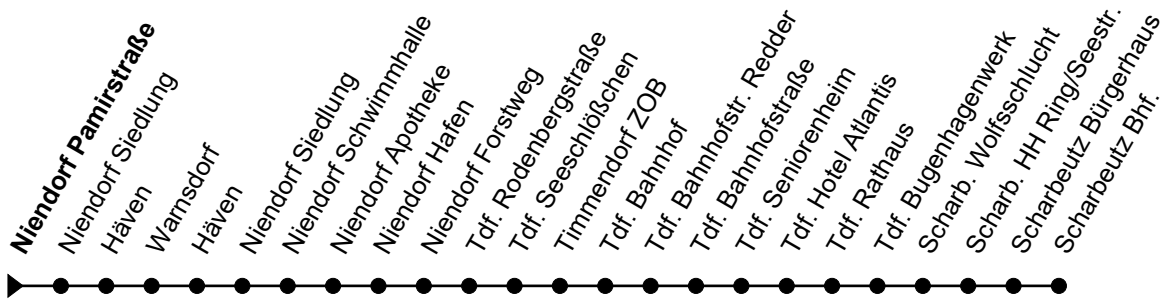 Niendorf Pamirstraße
Niendorf Siedlung
Häven
Warnsdorf
Häven
Niendorf Siedlung
Niendorf Schwimmhalle
Niendorf Apotheke
Niendorf Hafen
Niendorf Forstweg
Tdf. Rodenbergstraße
Tdf. Seeschlößchen
Timmendorf ZOB
Tdf. Bahnhof
Tdf. Bahnhofstr. Redder
Tdf. Bahnhofstraße
Tdf. Seniorenheim
Tdf. Hotel Atlantis
Tdf. Rathaus
Tdf. Bugenhagenwerk
Scharb. Wolfsschlucht
Scharb. HH Ring/Seestr.
Scharbeutz Bürgerhaus
Scharbeutz Bhf.